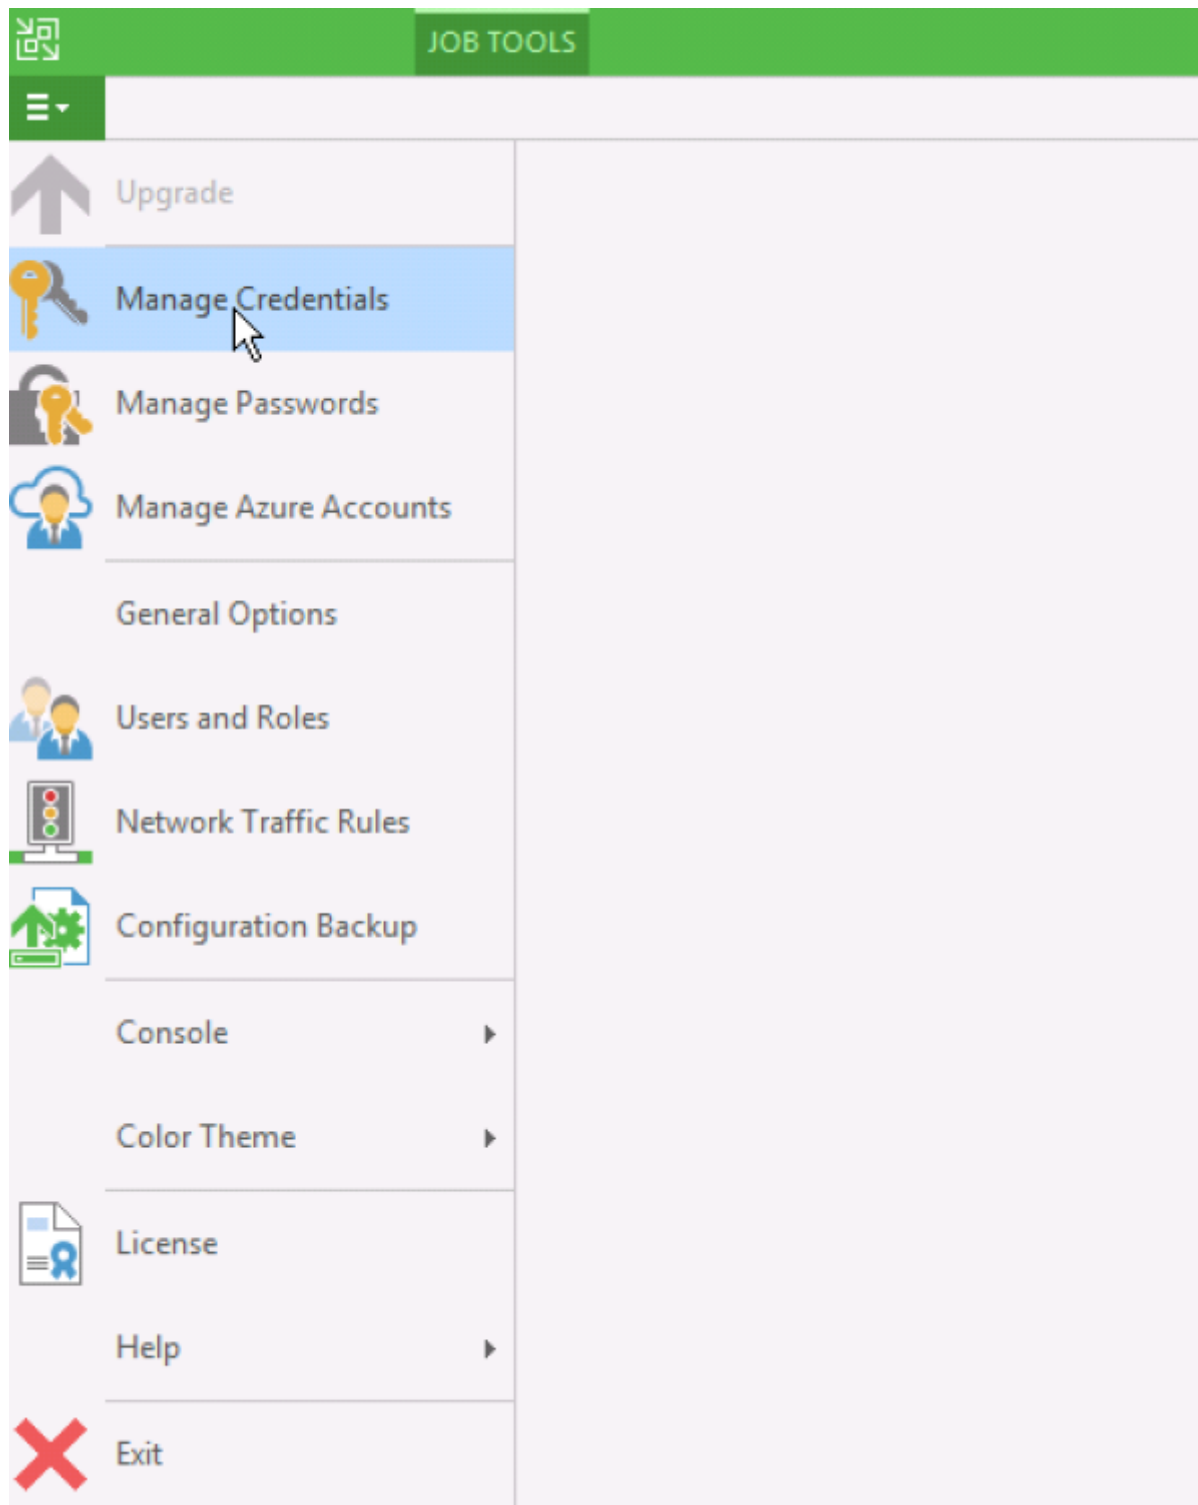 JOB TOOLS
Upgrade
Manage Credentials
Manage Passwords
Manage Azure Accounts
General Options
Users and Roles
Network Traffic Rules
Configuration Backup
Console
Color Theme
License
Help
Exit